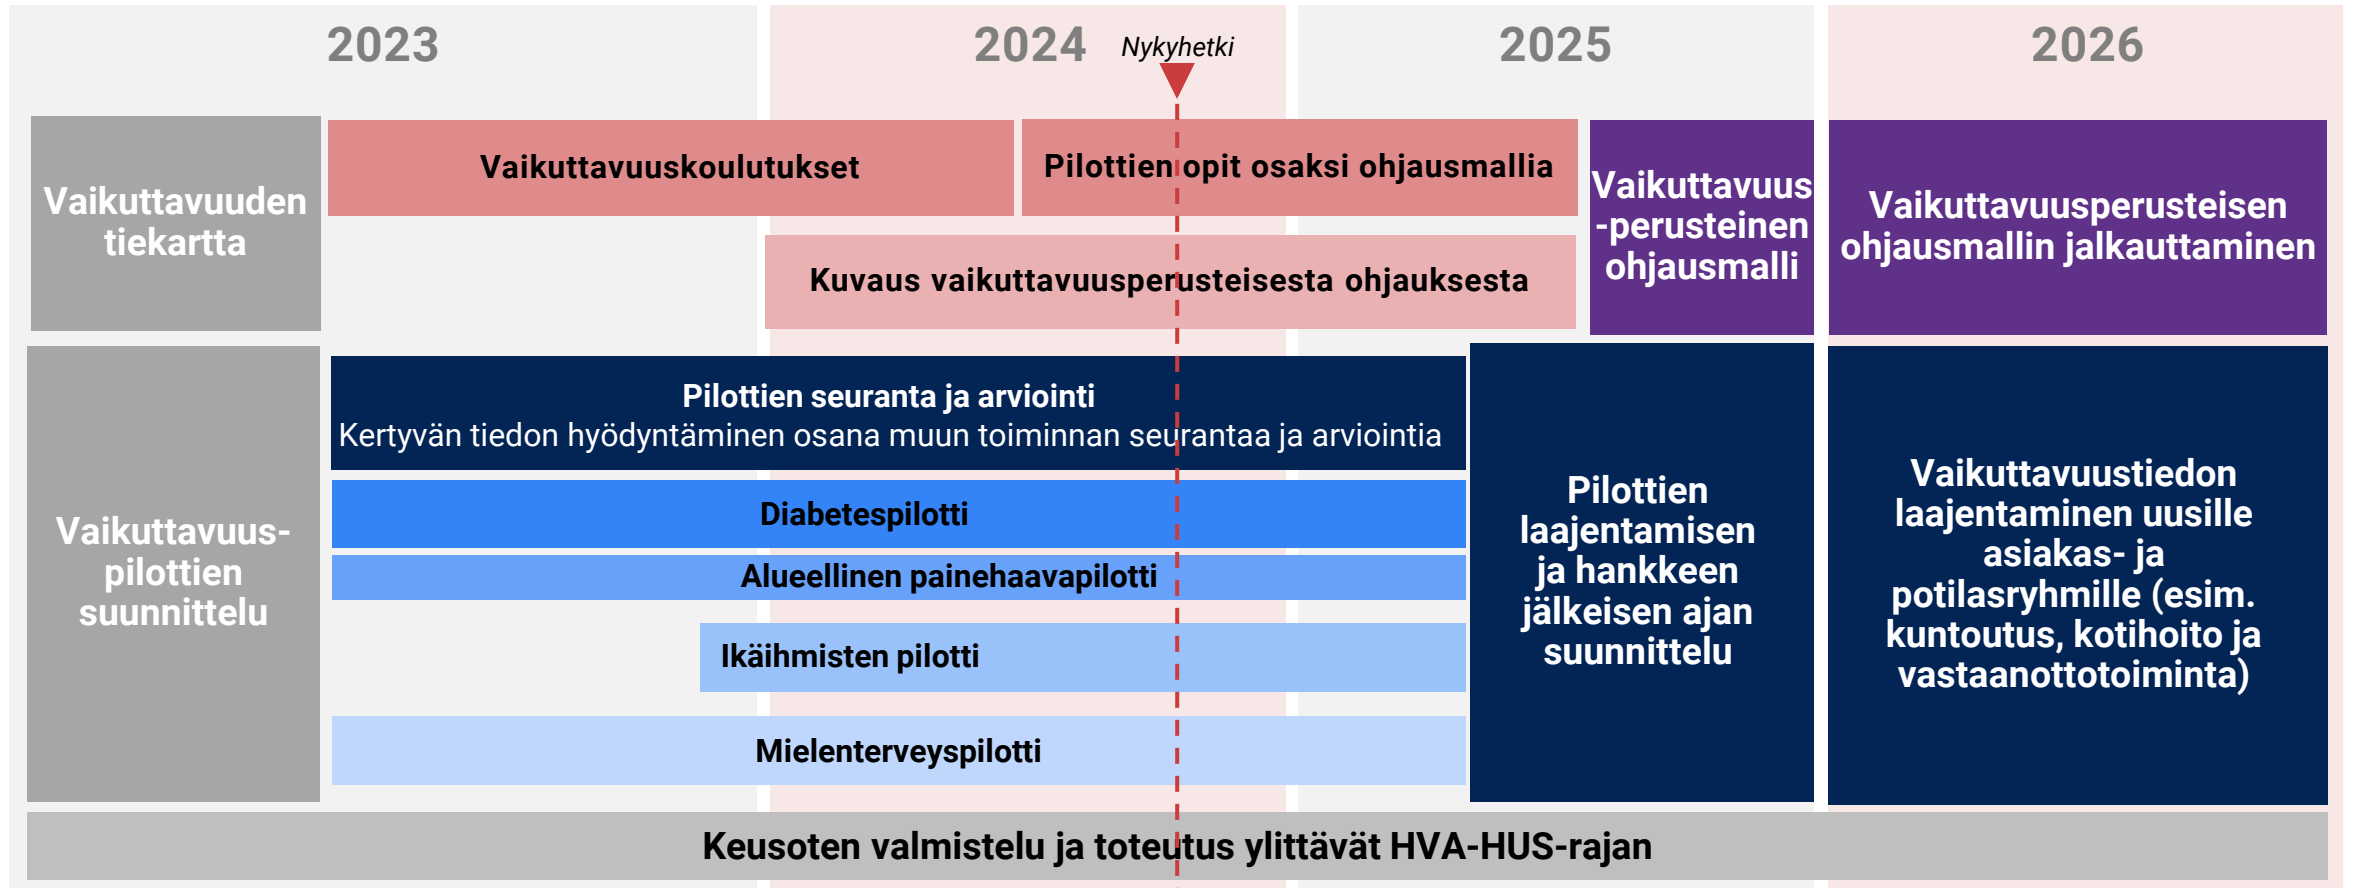 2023
2024
Nykyhetki
2025
2026
Vaikuttavuuden
tiekartta
Vaikuttavuuskoulutukset
Pilottien opit osaksi ohjausmallia
Kuvaus vaikuttavuusperusteisesta ohjauksesta
Vaikuttavuus
-perusteinen
ohjausmalli
Vaikuttavuusperusteisen
ohjausmallin jalkauttaminen
Vaikuttavuus-
pilottien
suunnittelu
Pilottien seuranta ja arviointi
Kertyvän tiedon hyödyntäminen osana muun toiminnan seurantaa ja arviointia
Diabetespilotti
Alueellinen painehaavapilotti
Ikäihmisten pilotti
Mielenterveyspilotti
Pilottien
laajentamisen
ja hankkeen
jälkeisen ajan
suunnittelu
Vaikuttavuustiedon
laajentaminen uusille
asiakas- ja
potilasryhmille (esim.
kuntoutus, kotihoito ja
vastaanottotoiminta)
Keusoten valmistelu ja toteutus ylittävät HVA-HUS-rajan